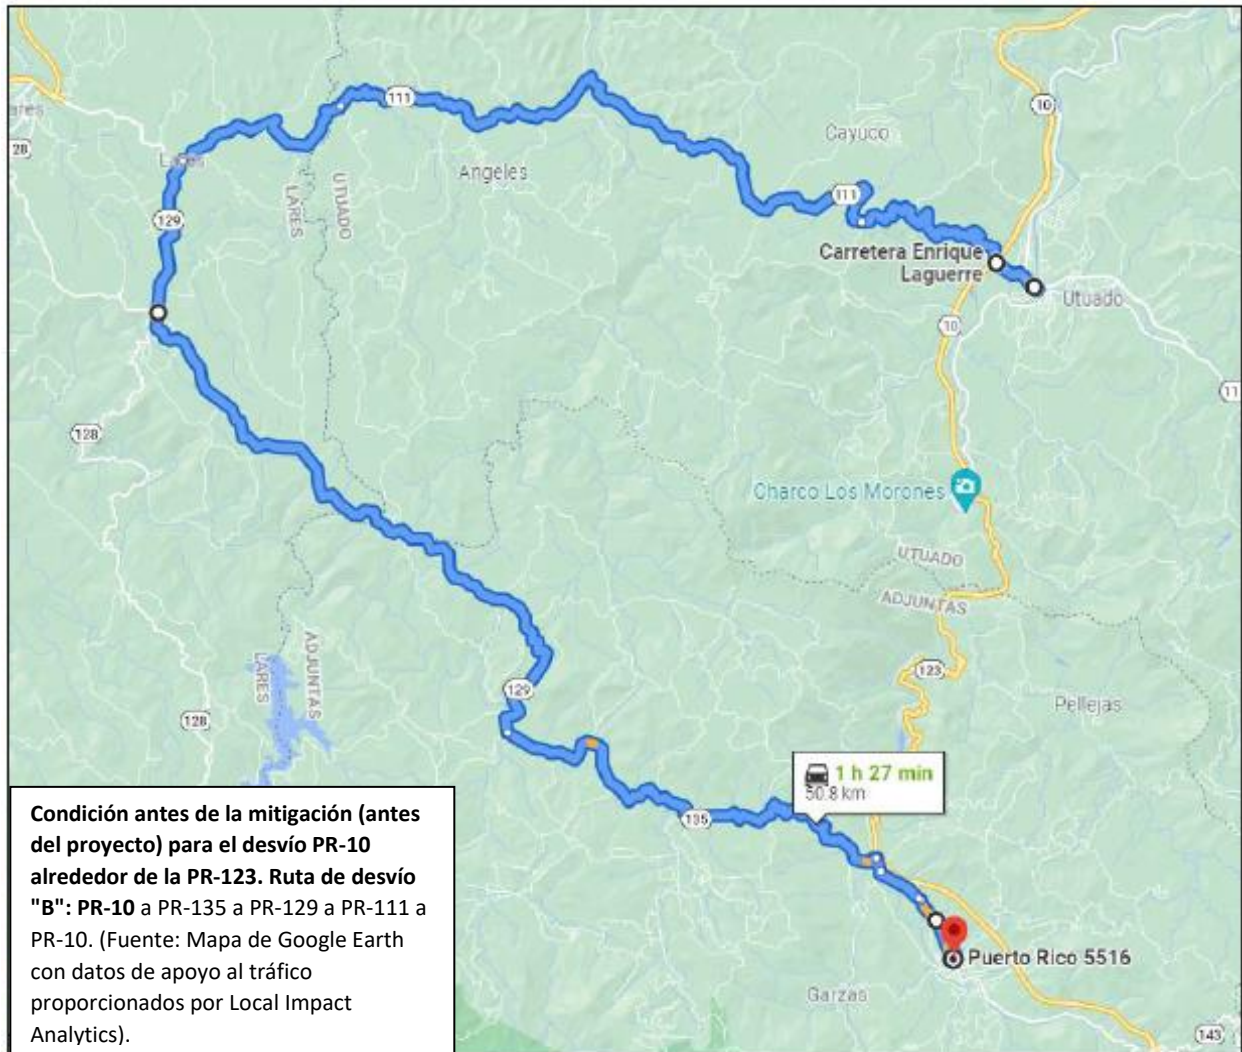 10
111
Cayuco
ares
28
Lares
Angeles
LARES
UTUADO
111
129
Carretera Enrique
Laguerre
Utuado
10
11
128
Charco Los Morones
UTUADO
ADJUNTAS
123
Pellejas
LARES
ADJUNTAS
129
128
1 h 27 min
50.8 km
135
Puerto Rico 5516
Garzas
143
Condición antes de la mitigación (antes
del proyecto) para el desvío PR-10
alrededor de la PR-123. Ruta de desvío
"B": PR-10 a PR-135 a PR-129 a PR-111 a
PR-10. (Fuente: Mapa de Google Earth
con datos de apoyo al tráfico
proporcionados por Local Impact
Analytics).